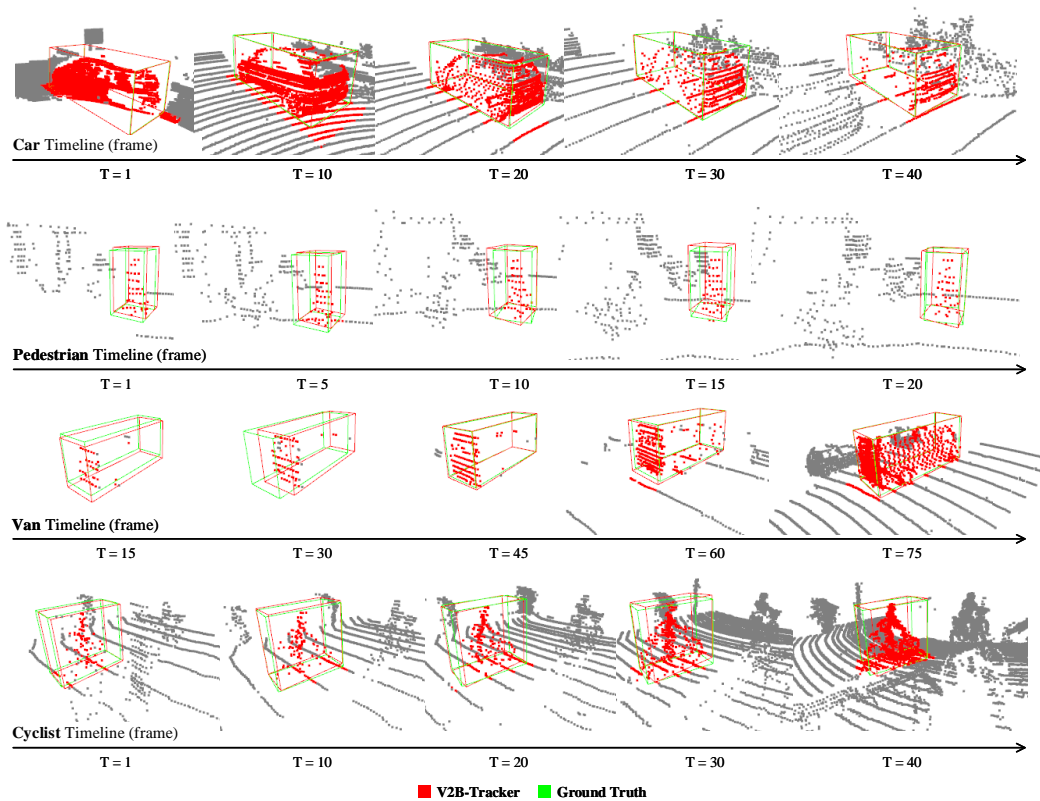 Car Timeline (frame)
T = 1 T = 10 T = 20 T = 30 T = 40
Pedestrian Timeline (frame)
T = 1 T = 5 T = 10 T = 15 T = 20
Van Timeline (frame)
T = 15 T = 30 T = 45 T = 60 T = 75
Cyclist Timeline (frame)
T = 1 T = 10 T = 20 T = 30 T = 40
V2B-Tracker Ground Truth